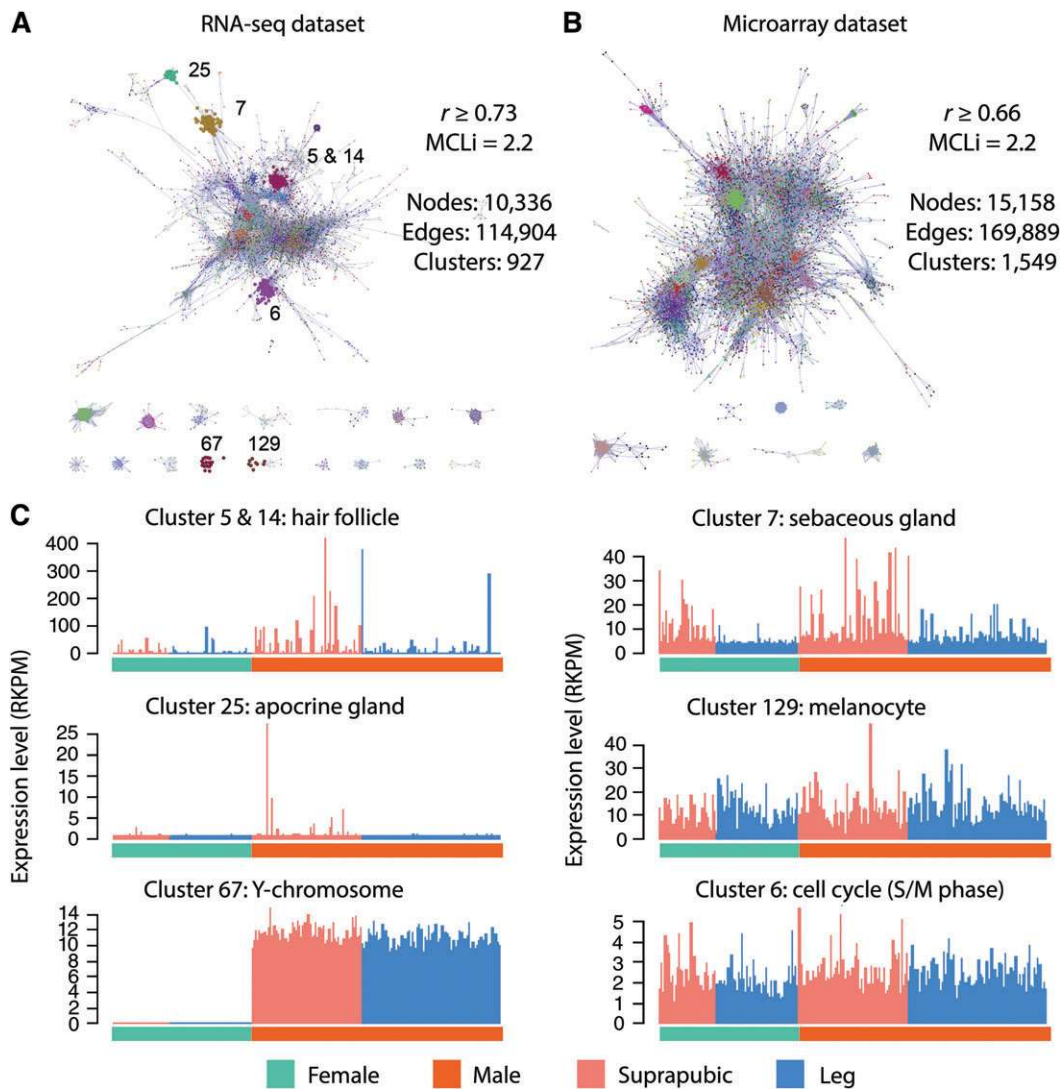 A RNA-seq dataset
25
7
5 & 14
6
67 129
r ≥ 0.73
MCLi = 2.2
Nodes: 10,336
Edges: 114,904
Clusters: 927
B Microarray dataset
r ≥ 0.66
MCLi = 2.2
Nodes: 15,158
Edges: 169,889
Clusters: 1,549
C
Expression level (RKPM)
Cluster 5 & 14: hair follicle
400
300
200
100
0
Cluster 25: apocrine gland
25
20
15
10
5
0
Cluster 67: Y-chromosome
14
12
10
8
6
4
2
0
Expression level (RKPM)
Cluster 7: sebaceous gland
40
30
20
10
0
Cluster 129: melanocyte
40
30
20
10
0
Cluster 6: cell cycle (S/M phase)
5
4
3
2
1
0
Female Male Suprapubic Leg